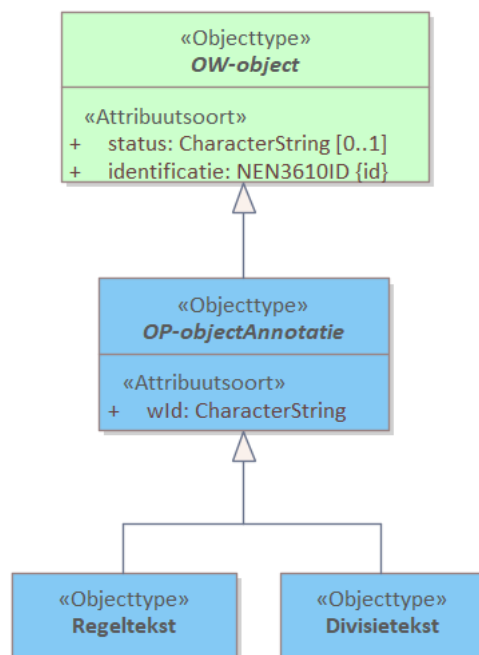 «Objecttype»
OW-object
«Attribuutsoort»
+ status: CharacterString [0..1]
+ identificatie: NEN3610ID {id}
«Objecttype»
OP-objectAnnotatie
«Attribuutsoort»
+ wId: CharacterString
«Objecttype»
Regeltekst
«Objecttype»
Divisietekst